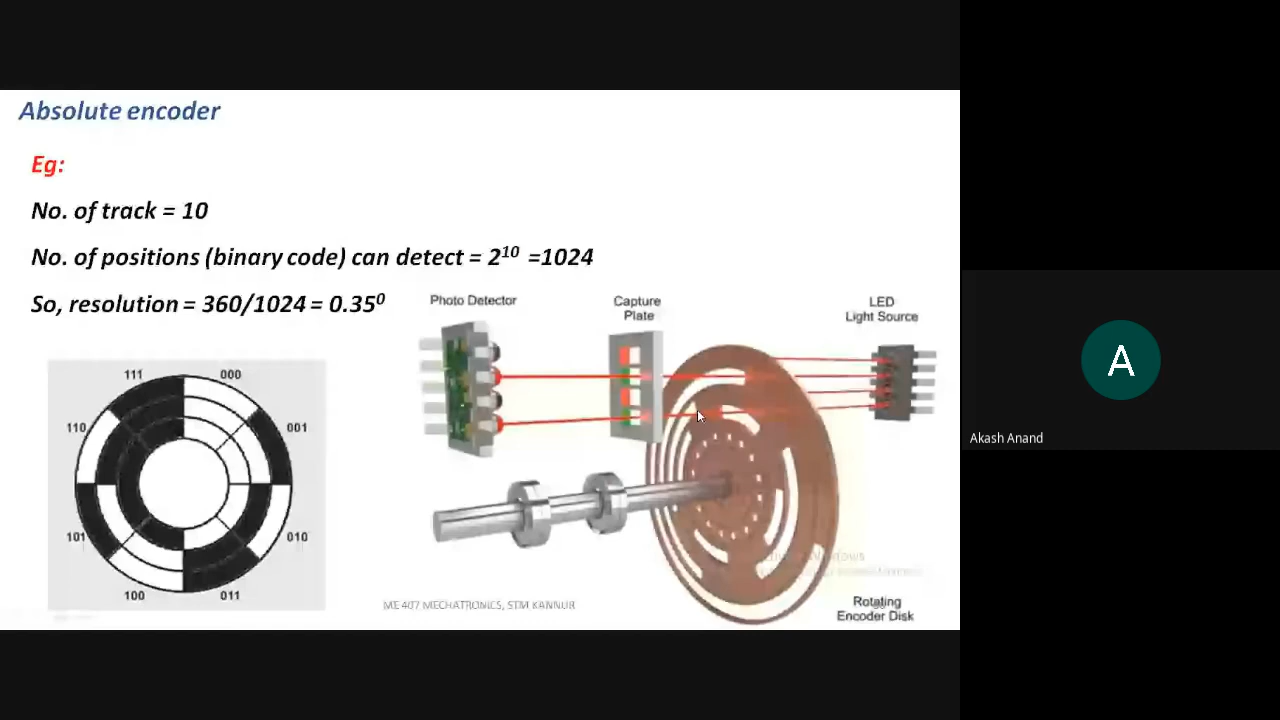 Absolute encoder
Eg:
No. of track = 10
No. of positions (binary code) can detect = 2¹⁰ =1024
So, resolution = 360/1024 = 0.35⁰
Photo Detector
Capture
Plate
LED
Light Source
111
000
110
001
101
010
100
011
ME 407 MECHATRONICS, STM KANNUR
Rotating
Encoder Disk
A
Akash Anand